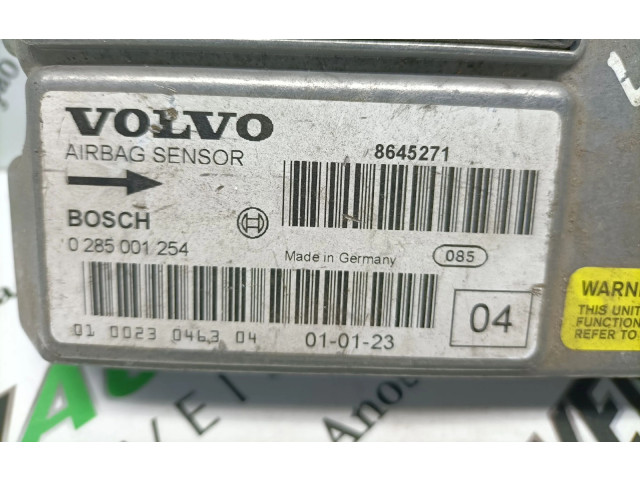 VOLVO
AIRBAG SENSOR
8645271
BOSCH
0 285 001 254
Made in Germany
085
04
01 0023 0463 04
01-01-23
WARN
THIS UNIT
FUNCTION
REFER TO